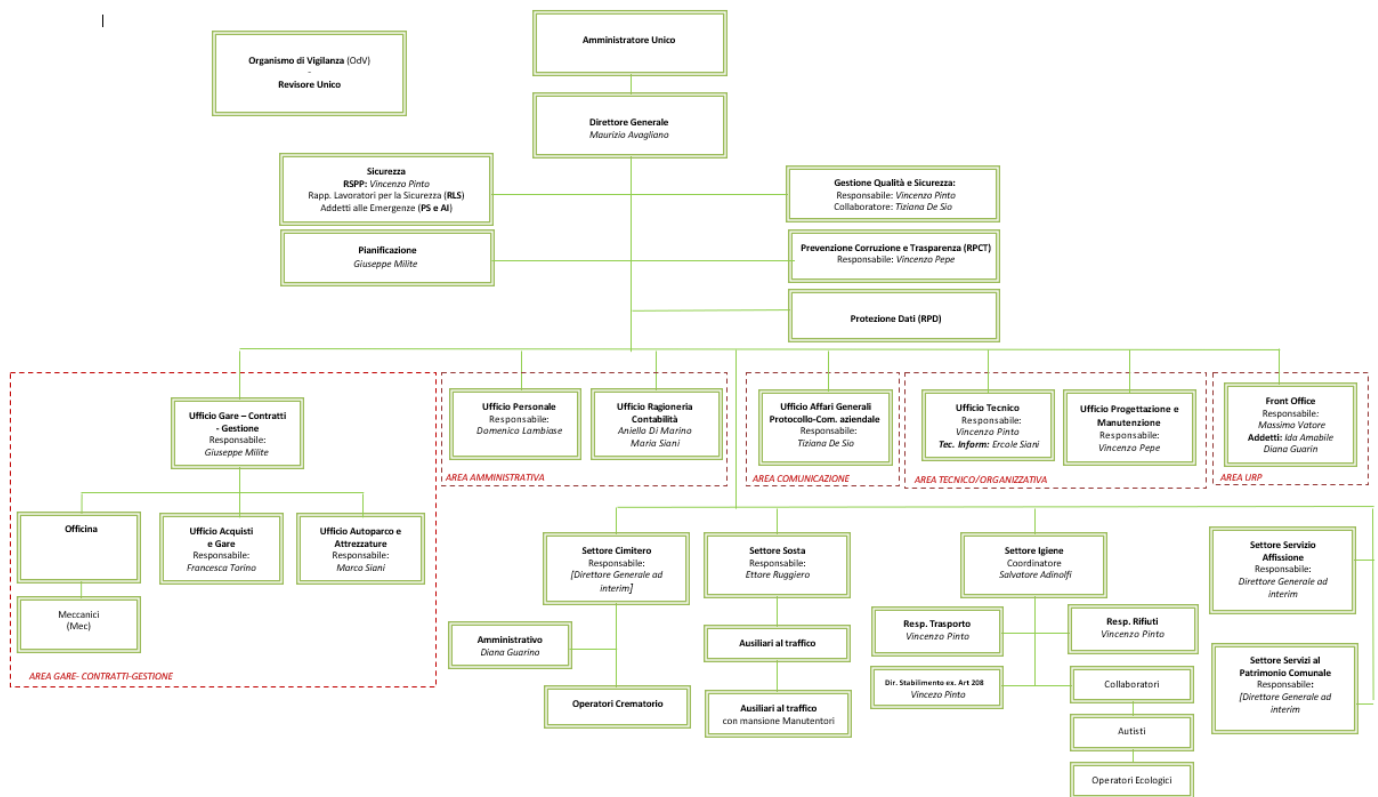 Amministratore Unico
Organismo di Vigilanza (OdV)
-
Revisore Unico
Direttore Generale
Maurizio Avagliano
Sicurezza
RSPP: Vincenzo Pinto
Rapp. Lavoratori per la Sicurezza (RLS)
Addetti alle Emergenze (PS e AI)
Gestione Qualità e Sicurezza:
Responsabile: Vincenzo Pinto
Collaboratore: Tiziana De Sio
Pianificazione
Giuseppe Milite
Prevenzione Corruzione e Trasparenza (RPCT)
Responsabile: Vincenzo Pepe
Protezione Dati (RPD)
Ufficio Gare – Contratti
- Gestione
Responsabile:
Giuseppe Milite
Ufficio Personale
Responsabile:
Domenico Lambiase
Ufficio Ragioneria
Contabilità
Aniello Di Marino
Maria Siani
AREA AMMINISTRATIVA
Ufficio Affari Generali
Protocollo-Com. aziendale
Responsabile:
Tiziana De Sio
AREA COMUNICAZIONE
Ufficio Tecnico
Responsabile:
Vincenzo Pinto
Tec. Inform: Ercole Siani
Ufficio Progettazione e
Manutenzione
Responsabile:
Vincenzo Pepe
AREA TECNICO/ORGANIZZATIVA
Front Office
Responsabile:
Massimo Vatore
Addetti: Ida Amabile
Diana Guarin
AREA URP
Officina
Meccanici
(Mec)
Ufficio Acquisti
e Gare
Responsabile:
Francesca Torino
Ufficio Autoparco e
Attrezzature
Responsabile:
Marco Siani
AREA GARE- CONTRATTI-GESTIONE
Settore Cimitero
Responsabile:
[Direttore Generale ad
interim]
Amministrativo
Diana Guarino
Operatori Crematorio
Settore Sosta
Responsabile:
Ettore Ruggiero
Ausiliari al traffico
Ausiliari al traffico
con mansione Manutentori
Settore Igiene
Coordinatore
Salvatore Adinolfi
Resp. Trasporto
Vincenzo Pinto
Resp. Rifiuti
Vincenzo Pinto
Dir. Stabilimento ex. Art 208
Vincezo Pinto
Collaboratori
Autisti
Operatori Ecologici
Settore Servizio
Affissione
Responsabile:
Direttore Generale ad
interim
Settore Servizi al
Patrimonio Comunale
Responsabile:
[Direttore Generale ad
interim